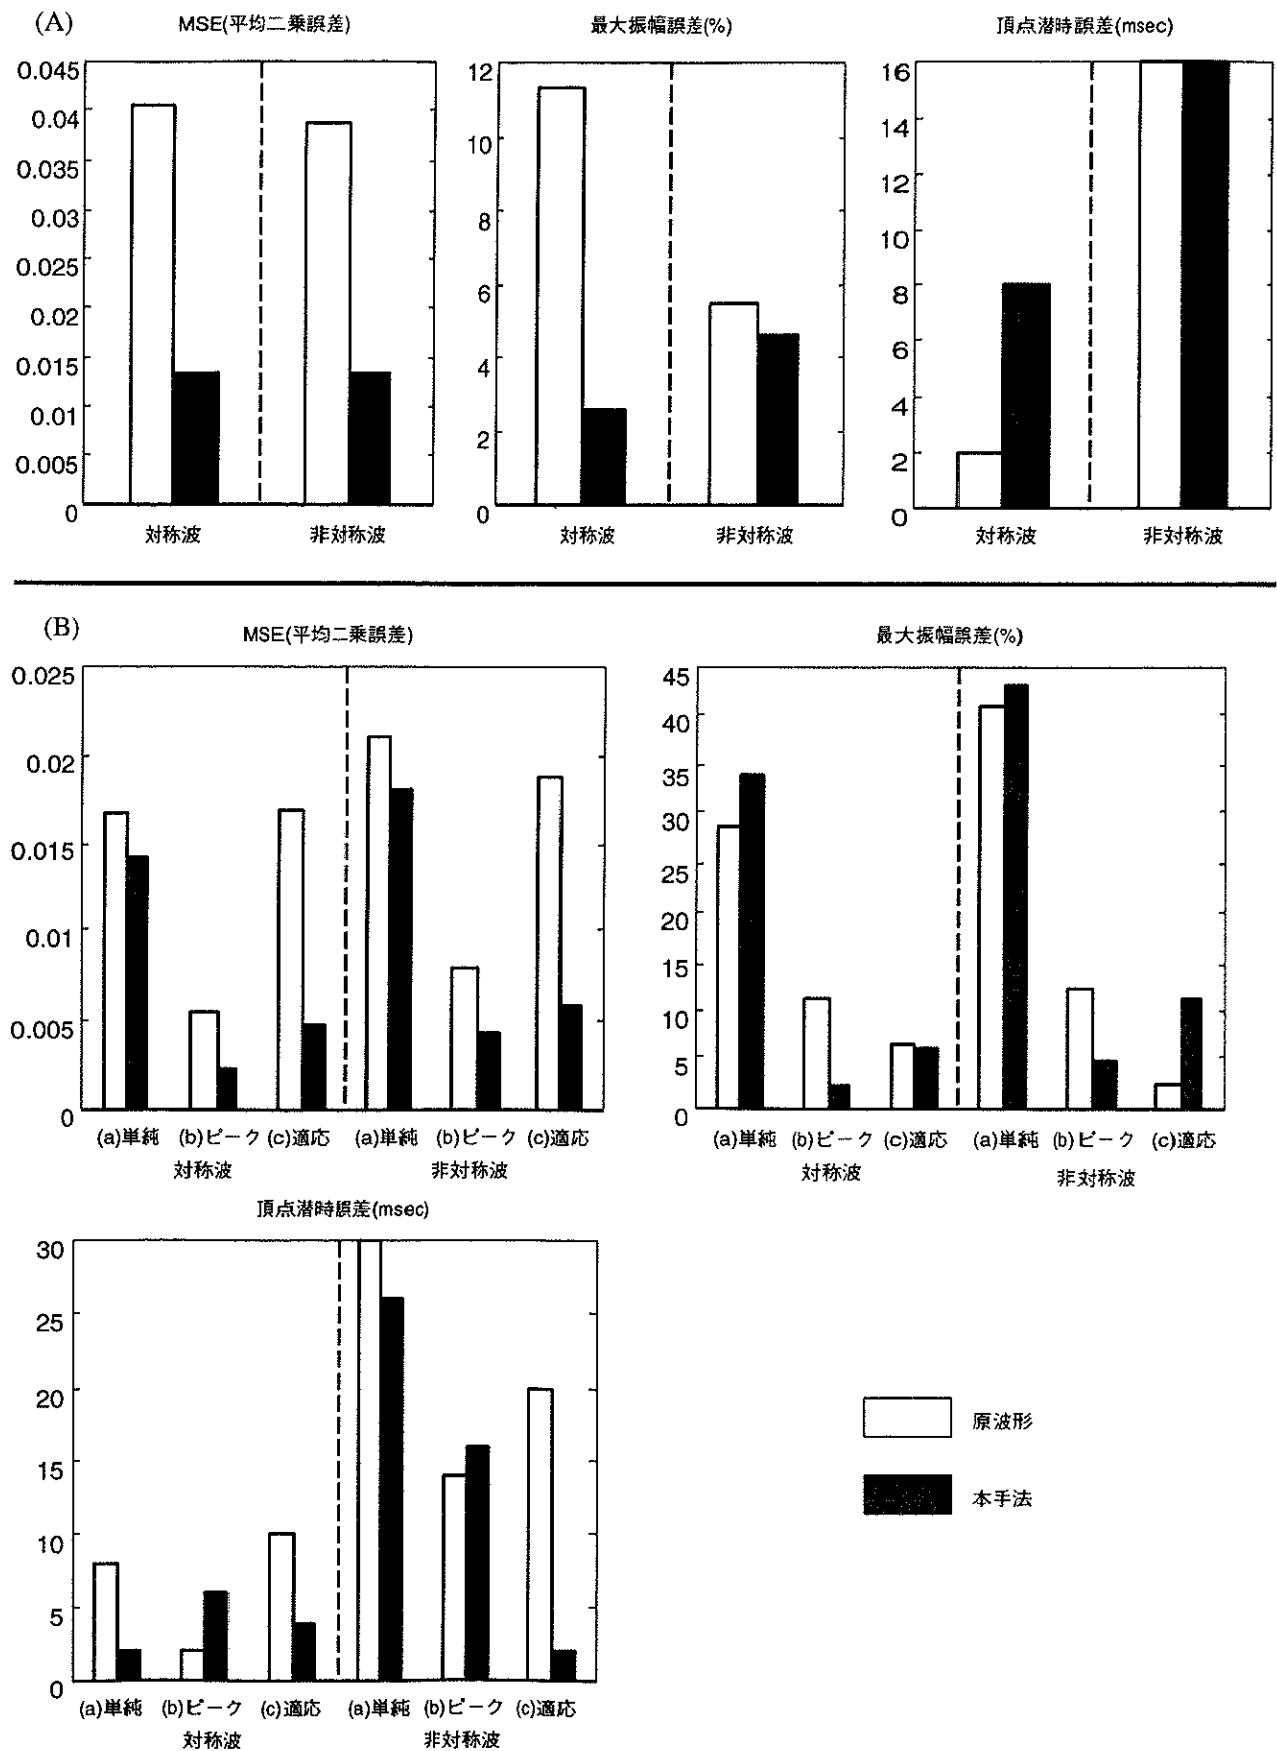 (A)
MSE(平均二乗誤差)
0.045
0.04
0.035
0.03
0.025
0.02
0.015
0.01
0.005
0
対称波 非対称波
最大振幅誤差(%)
12
10
8
6
4
2
0
対称波 非対称波
頂点潜時誤差(msec)
16
14
12
10
8
6
4
2
0
対称波 非対称波
(B)
MSE(平均二乗誤差)
0.025
0.02
0.015
0.01
0.005
0
(a)単純 (b)ピーク (c)適応 (a)単純 (b)ピーク (c)適応
対称波 非対称波
最大振幅誤差(%)
45
40
35
30
25
20
15
10
5
0
(a)単純 (b)ピーク (c)適応 (a)単純 (b)ピーク (c)適応
対称波 非対称波
頂点潜時誤差(msec)
30
25
20
15
10
5
0
(a)単純 (b)ピーク (c)適応 (a)単純 (b)ピーク (c)適応
対称波 非対称波
原波形
本手法